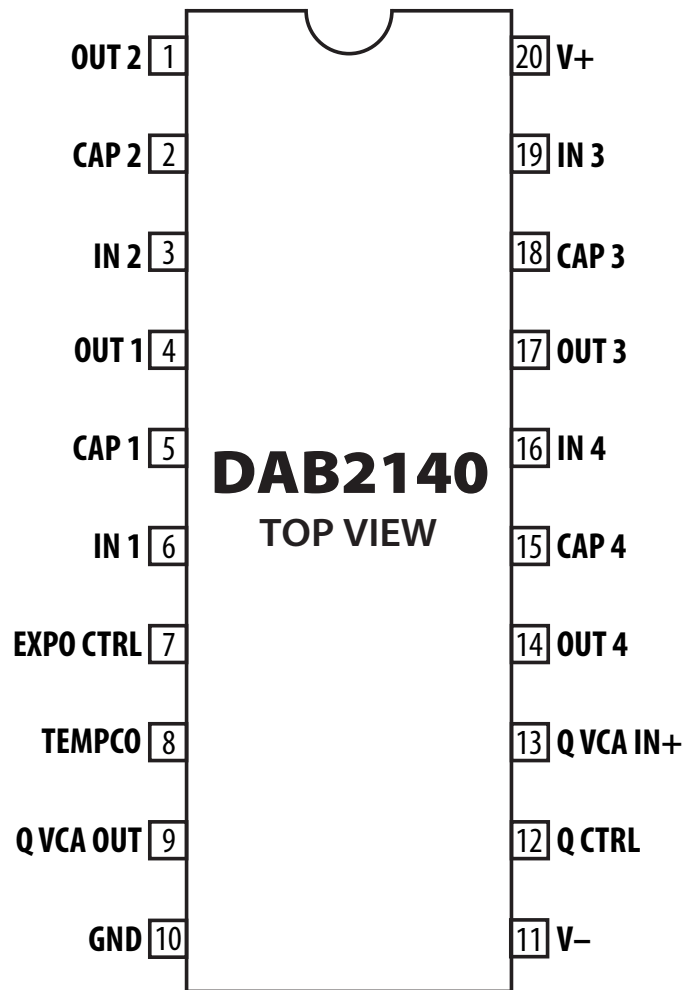 OUT 2 1 20 V+
CAP 2 2 19 IN 3
IN 2 3 18 CAP 3
OUT 1 4 17 OUT 3
CAP 1 5 16 IN 4
DAB2140
TOP VIEW
IN 1 6 15 CAP 4
EXPO CTRL 7 14 OUT 4
TEMPCO 8 13 Q VCA IN+
Q VCA OUT 9 12 Q CTRL
GND 10 11 V–